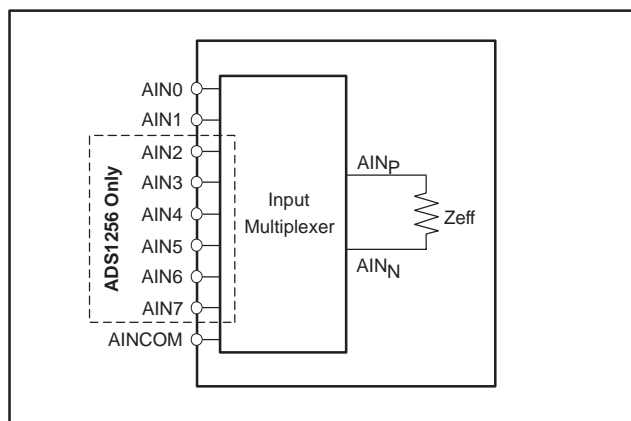 AIN0
AIN1
AIN2
AIN3
AIN4
AIN5
AIN6
AIN7
AINCOM
ADS1256 Only
Input
Multiplexer
AINP
Zeff
AINN